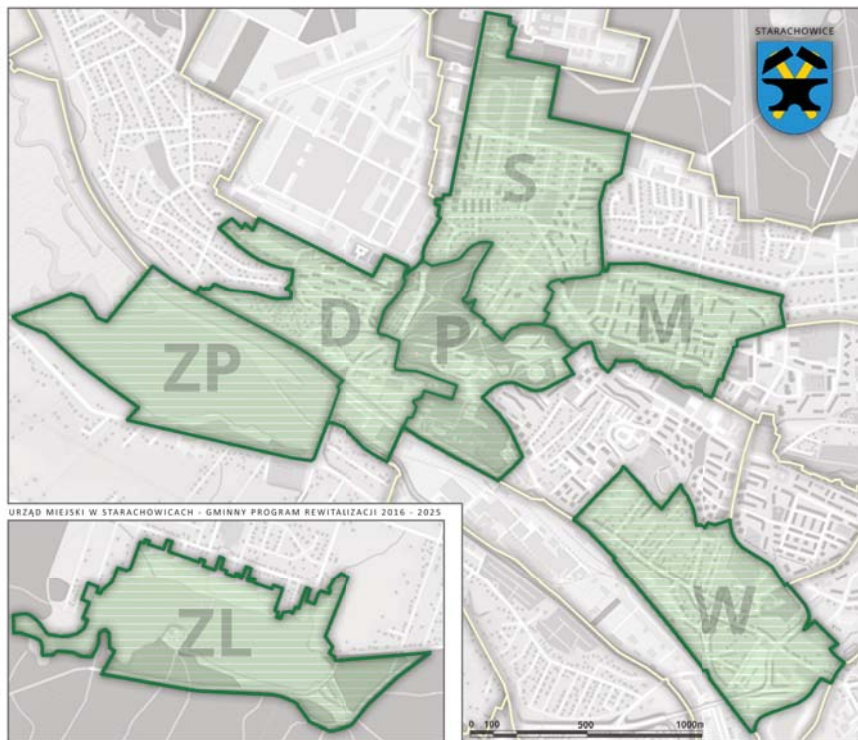 STARACHOWICE
S
D
P
M
ZP
URZĄD MIEJSKI W STARACHOWICACH - GMINNY PROGRAM REWITALIZACJI 2016 - 2025
ZL
W
0 100 500 1000m